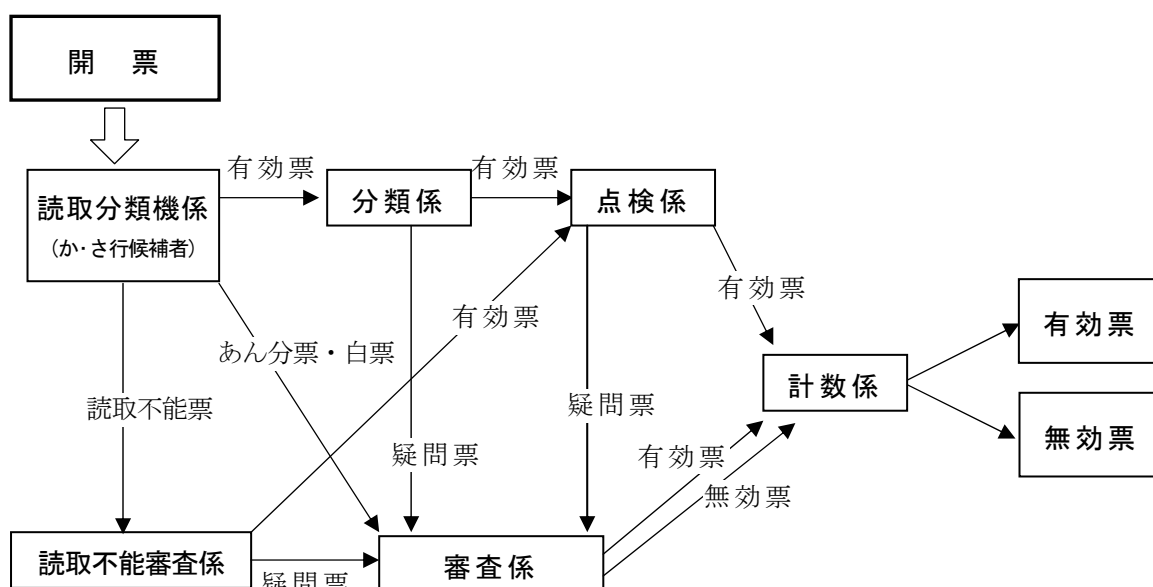 開　票
有効票
有効票
読取分類機係
(か・さ行候補者)
分類係
点検係
有効票
有効票
有効票
あん分票・白票
計数係
読取不能票
疑問票
無効票
有効票
疑問票
無効票
読取不能審査係
審査係
疑問票